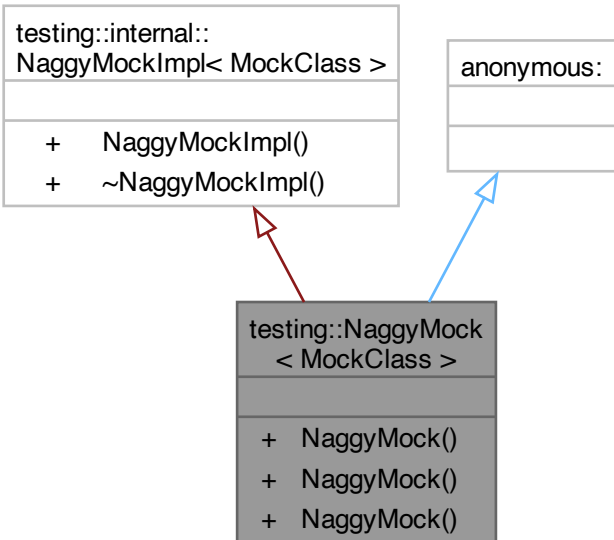 testing::internal::
NaggyMockImpl< MockClass >
+ NaggyMockImpl()
+ ~NaggyMockImpl()
anonymous:
testing::NaggyMock
< MockClass >
+ NaggyMock()
+ NaggyMock()
+ NaggyMock()